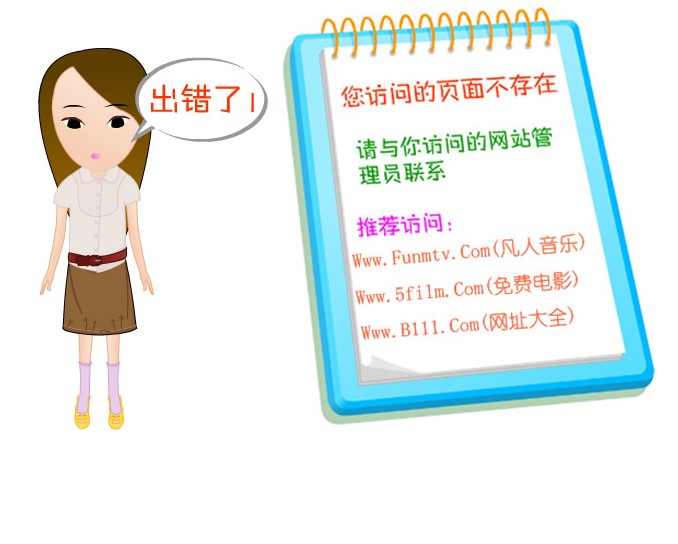 出错了!
您访问的页面不存在
请与你访问的网站管
理员联系
推荐访问:
Www.Funmtv.Com(凡人音乐)
Www.5film.Com(免费电影)
Www.B111.Com(网址大全)